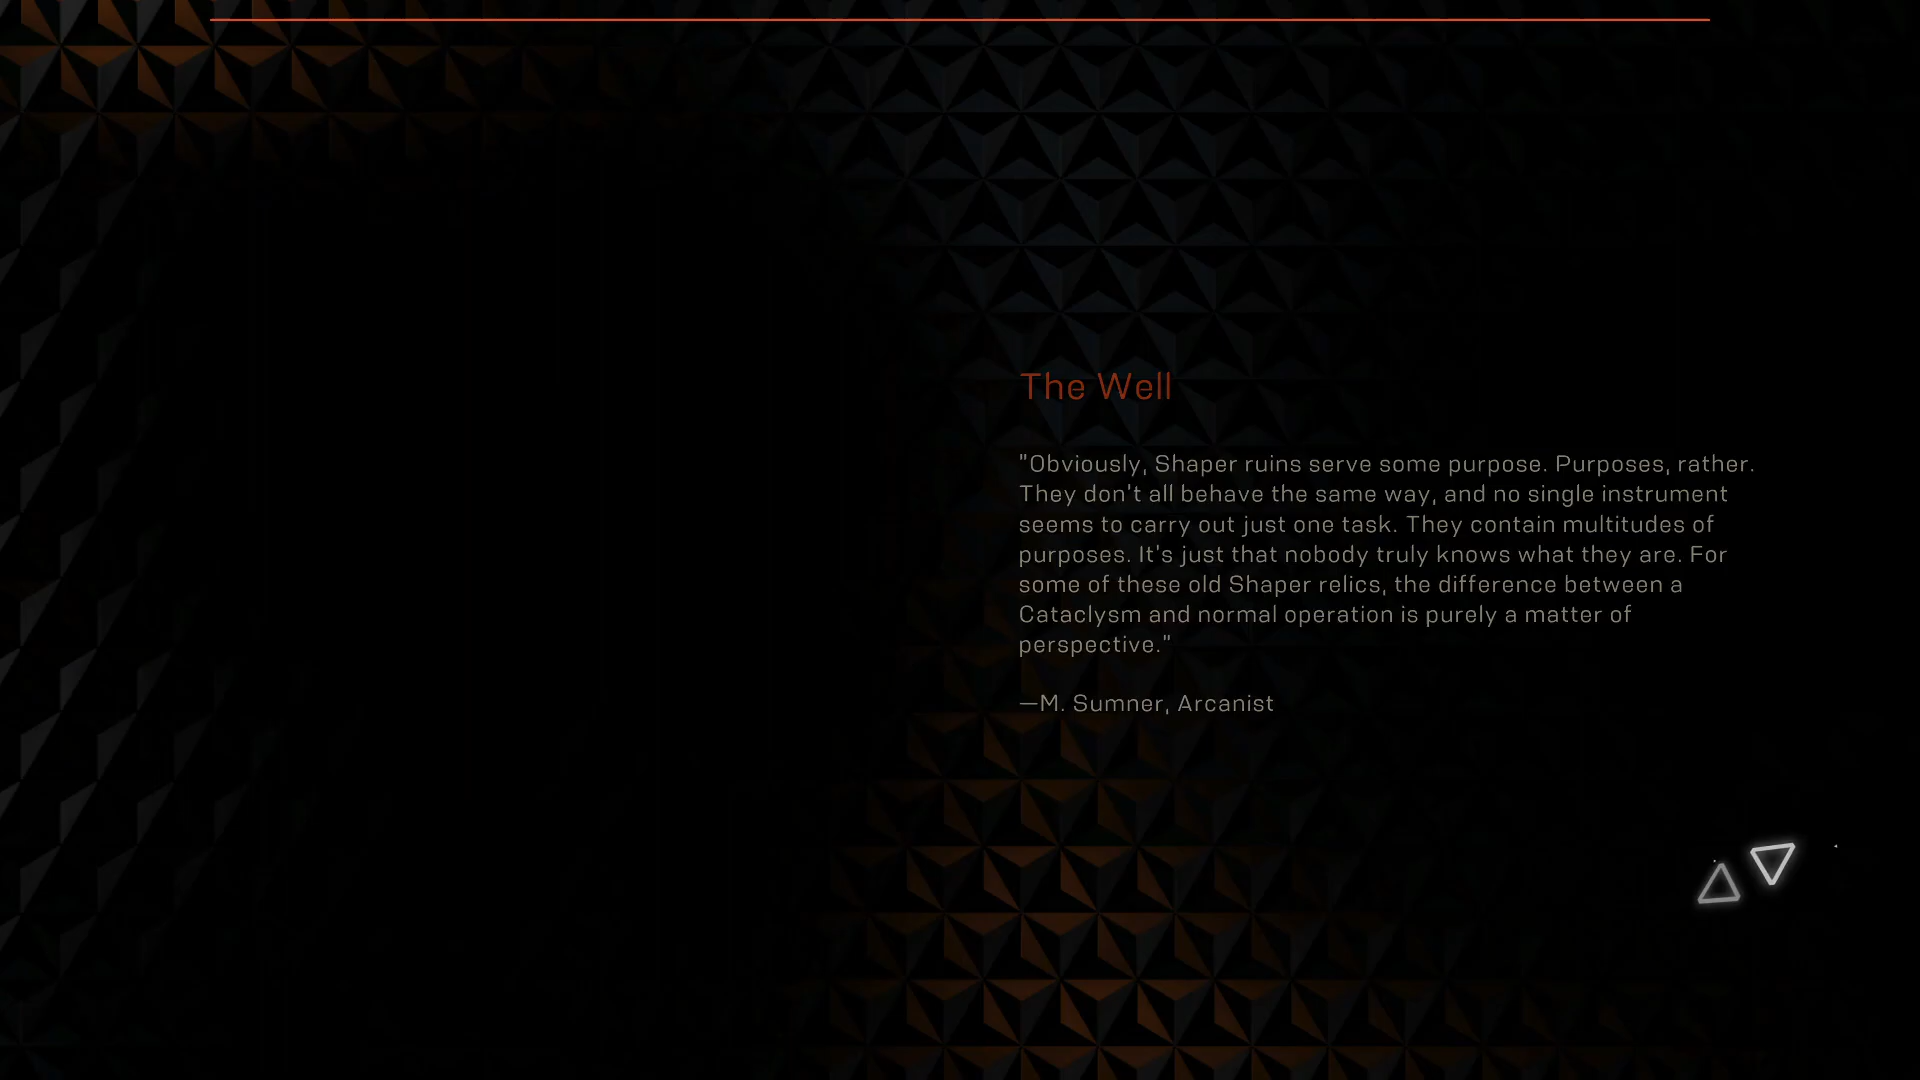 The Well
"Obviously, Shaper ruins serve some purpose. Purposes, rather.
They don't all behave the same way, and no single instrument
seems to carry out just one task. They contain multitudes of
purposes. It's just that nobody truly knows what they are. For
some of these old Shaper relics, the difference between a
Cataclysm and normal operation is purely a matter of
perspective."
—M. Sumner, Arcanist